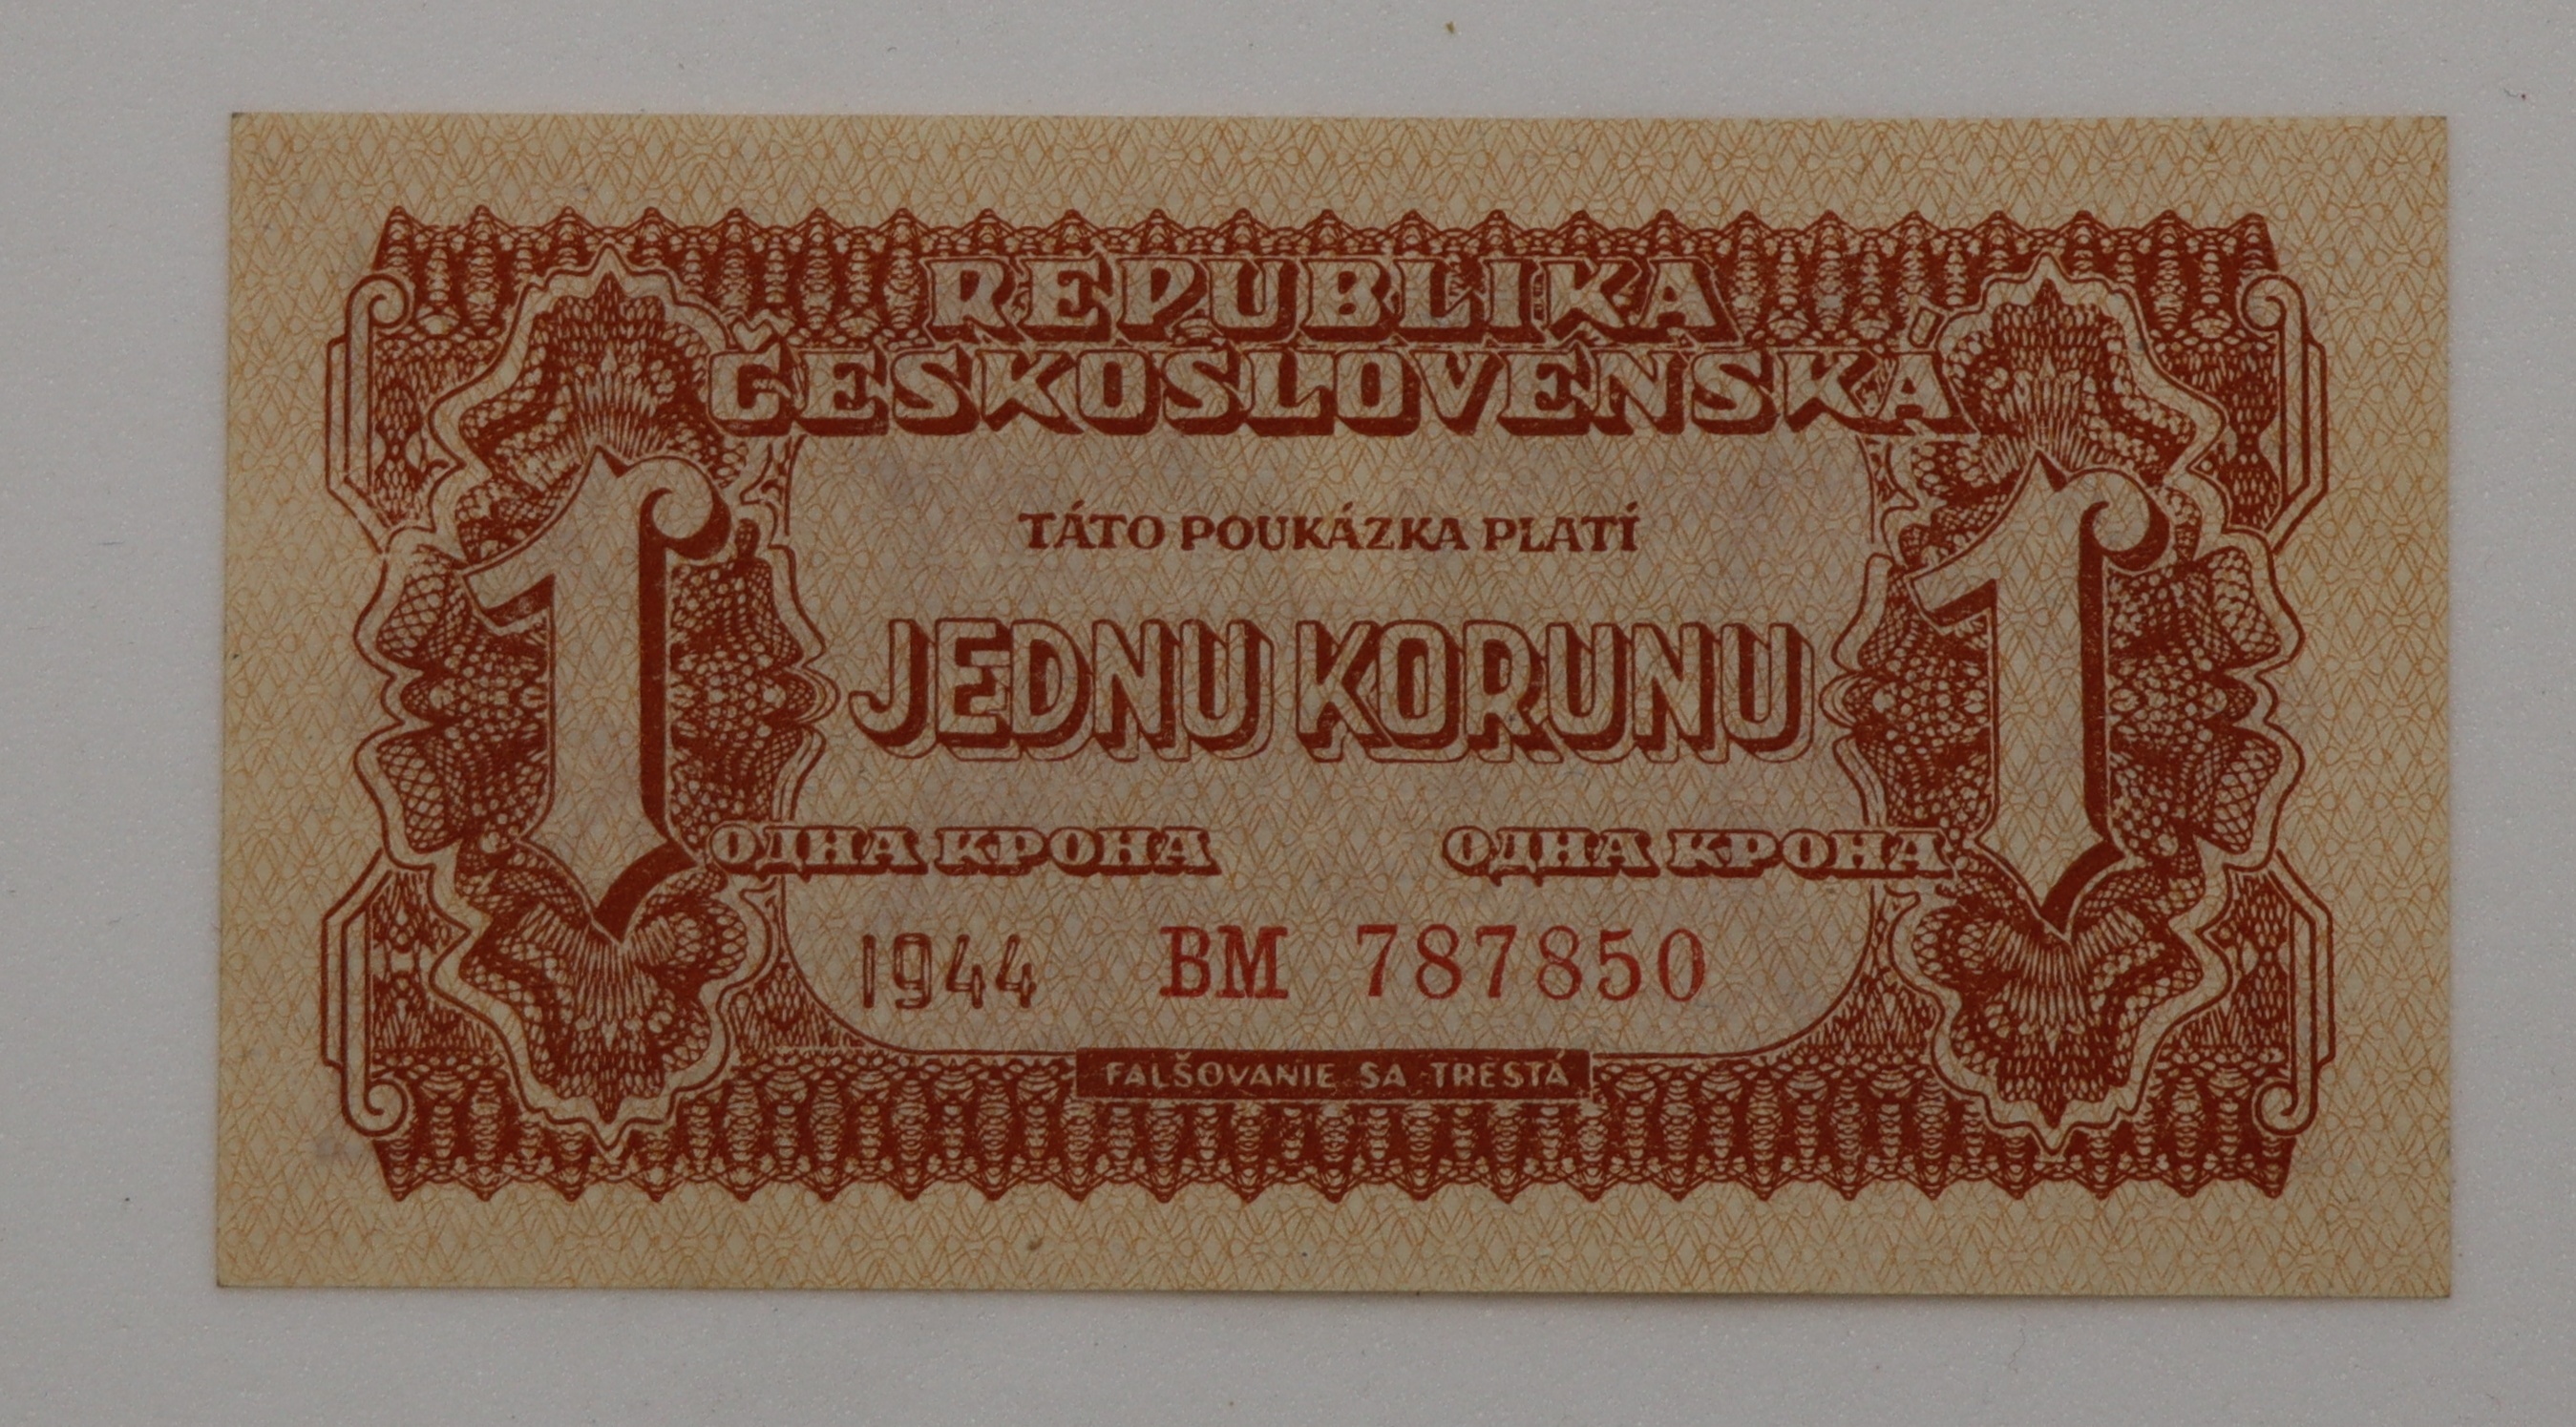 REPUBLIKA
ČESKOSLOVENSKÁ
TÁTO POUKÁZKA PLATÍ
1 JEDNU KORUNU 1
ОДНА КРОНА ОДНА КРОНА
1944 BM 787850
FALŠOVANIE SA TRESTÁ